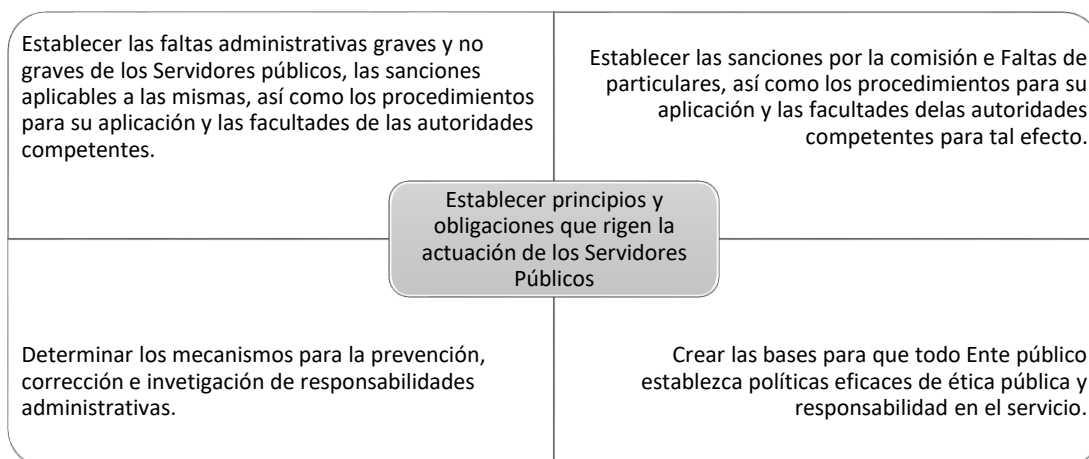 Establecer las faltas administrativas graves y no
graves de los Servidores públicos, las sanciones
aplicables a las mismas, así como los procedimientos
para su aplicación y las facultades de las autoridades
competentes.
Establecer las sanciones por la comisión e Faltas de
particulares, así como los procedimientos para su
aplicación y las facultades delas autoridades
competentes para tal efecto.
Establecer principios y
obligaciones que rigen la
actuación de los Servidores
Públicos
Determinar los mecanismos para la prevención,
corrección e invetigación de responsabilidades
administrativas.
Crear las bases para que todo Ente público
establezca políticas eficaces de ética pública y
responsabilidad en el servicio.